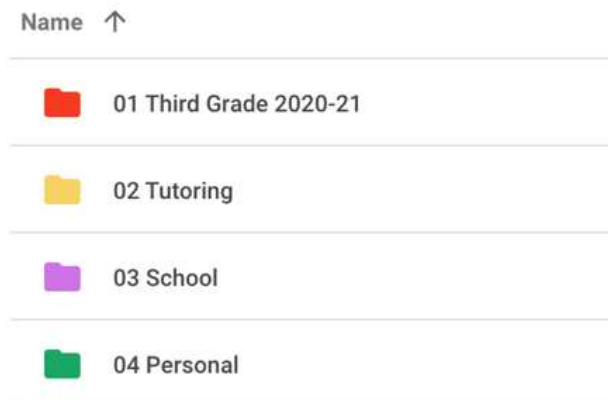 Name ↑
01 Third Grade 2020-21
02 Tutoring
03 School
04 Personal